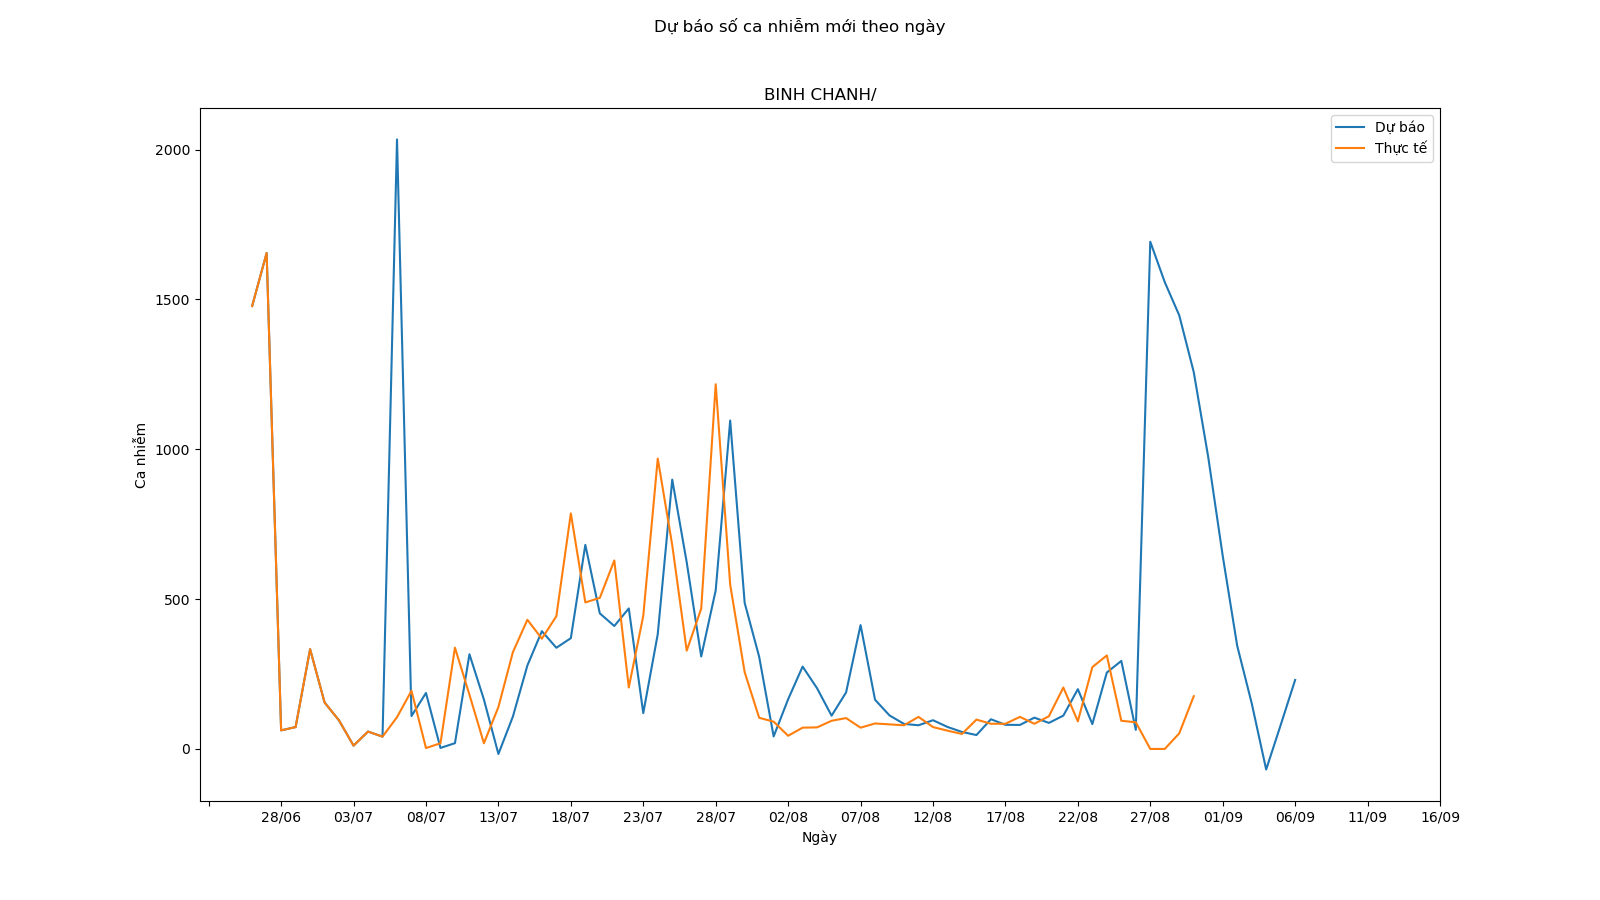 Dự báo số ca nhiễm mới theo ngày
BINH CHANH/
Dự báo
Thực tế
2000
1500
1000
500
0
Ca nhiễm
28/06 03/07 08/07 13/07 18/07 23/07 28/07 02/08 07/08 12/08 17/08 22/08 27/08 01/09 06/09 11/09 16/09
Ngày